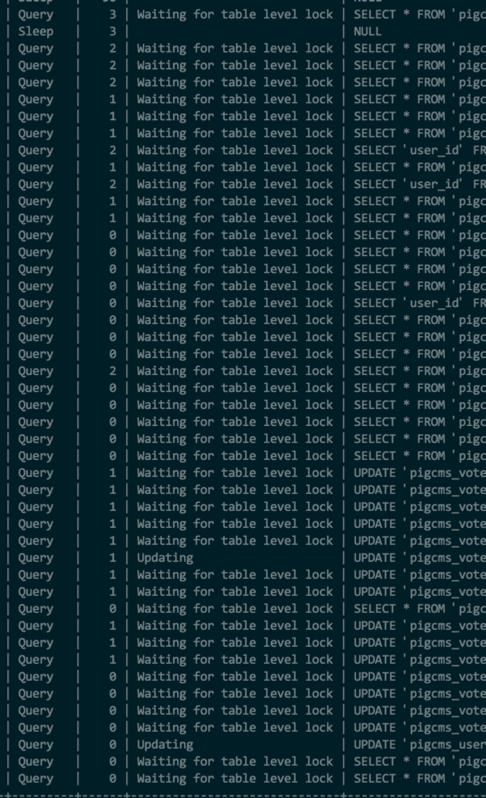 | Query | 3 | Waiting for table level lock | SELECT * FROM 'pigc
| Sleep | 3 | | NULL
| Query | 2 | Waiting for table level lock | SELECT * FROM 'pigc
| Query | 2 | Waiting for table level lock | SELECT * FROM 'pigc
| Query | 2 | Waiting for table level lock | SELECT * FROM 'pigc
| Query | 1 | Waiting for table level lock | SELECT * FROM 'pigc
| Query | 1 | Waiting for table level lock | SELECT * FROM 'pigc
| Query | 1 | Waiting for table level lock | SELECT * FROM 'pigc
| Query | 2 | Waiting for table level lock | SELECT 'user_id' FR
| Query | 1 | Waiting for table level lock | SELECT * FROM 'pigc
| Query | 2 | Waiting for table level lock | SELECT 'user_id' FR
| Query | 1 | Waiting for table level lock | SELECT * FROM 'pigc
| Query | 1 | Waiting for table level lock | SELECT * FROM 'pigc
| Query | 0 | Waiting for table level lock | SELECT * FROM 'pigc
| Query | 0 | Waiting for table level lock | SELECT * FROM 'pigc
| Query | 0 | Waiting for table level lock | SELECT * FROM 'pigc
| Query | 0 | Waiting for table level lock | SELECT * FROM 'pigc
| Query | 0 | Waiting for table level lock | SELECT 'user_id' FR
| Query | 0 | Waiting for table level lock | SELECT * FROM 'pigc
| Query | 0 | Waiting for table level lock | SELECT * FROM 'pigc
| Query | 0 | Waiting for table level lock | SELECT * FROM 'pigc
| Query | 2 | Waiting for table level lock | SELECT * FROM 'pigc
| Query | 0 | Waiting for table level lock | SELECT * FROM 'pigc
| Query | 0 | Waiting for table level lock | SELECT * FROM 'pigc
| Query | 0 | Waiting for table level lock | SELECT * FROM 'pigc
| Query | 0 | Waiting for table level lock | SELECT * FROM 'pigc
| Query | 0 | Waiting for table level lock | SELECT * FROM 'pigc
| Query | 1 | Waiting for table level lock | UPDATE 'pigcms_vote
| Query | 1 | Waiting for table level lock | UPDATE 'pigcms_vote
| Query | 1 | Waiting for table level lock | UPDATE 'pigcms_vote
| Query | 1 | Waiting for table level lock | UPDATE 'pigcms_vote
| Query | 1 | Waiting for table level lock | UPDATE 'pigcms_vote
| Query | 1 | Updating | UPDATE 'pigcms_vote
| Query | 1 | Waiting for table level lock | UPDATE 'pigcms_vote
| Query | 1 | Waiting for table level lock | UPDATE 'pigcms_vote
| Query | 0 | Waiting for table level lock | SELECT * FROM 'pigc
| Query | 1 | Waiting for table level lock | UPDATE 'pigcms_vote
| Query | 1 | Waiting for table level lock | UPDATE 'pigcms_vote
| Query | 1 | Waiting for table level lock | UPDATE 'pigcms_vote
| Query | 0 | Waiting for table level lock | UPDATE 'pigcms_vote
| Query | 0 | Waiting for table level lock | UPDATE 'pigcms_vote
| Query | 0 | Waiting for table level lock | UPDATE 'pigcms_vote
| Query | 0 | Waiting for table level lock | UPDATE 'pigcms_vote
| Query | 0 | Updating | UPDATE 'pigcms_user
| Query | 0 | Waiting for table level lock | SELECT * FROM 'pigc
| Query | 0 | Waiting for table level lock | SELECT * FROM 'pigc